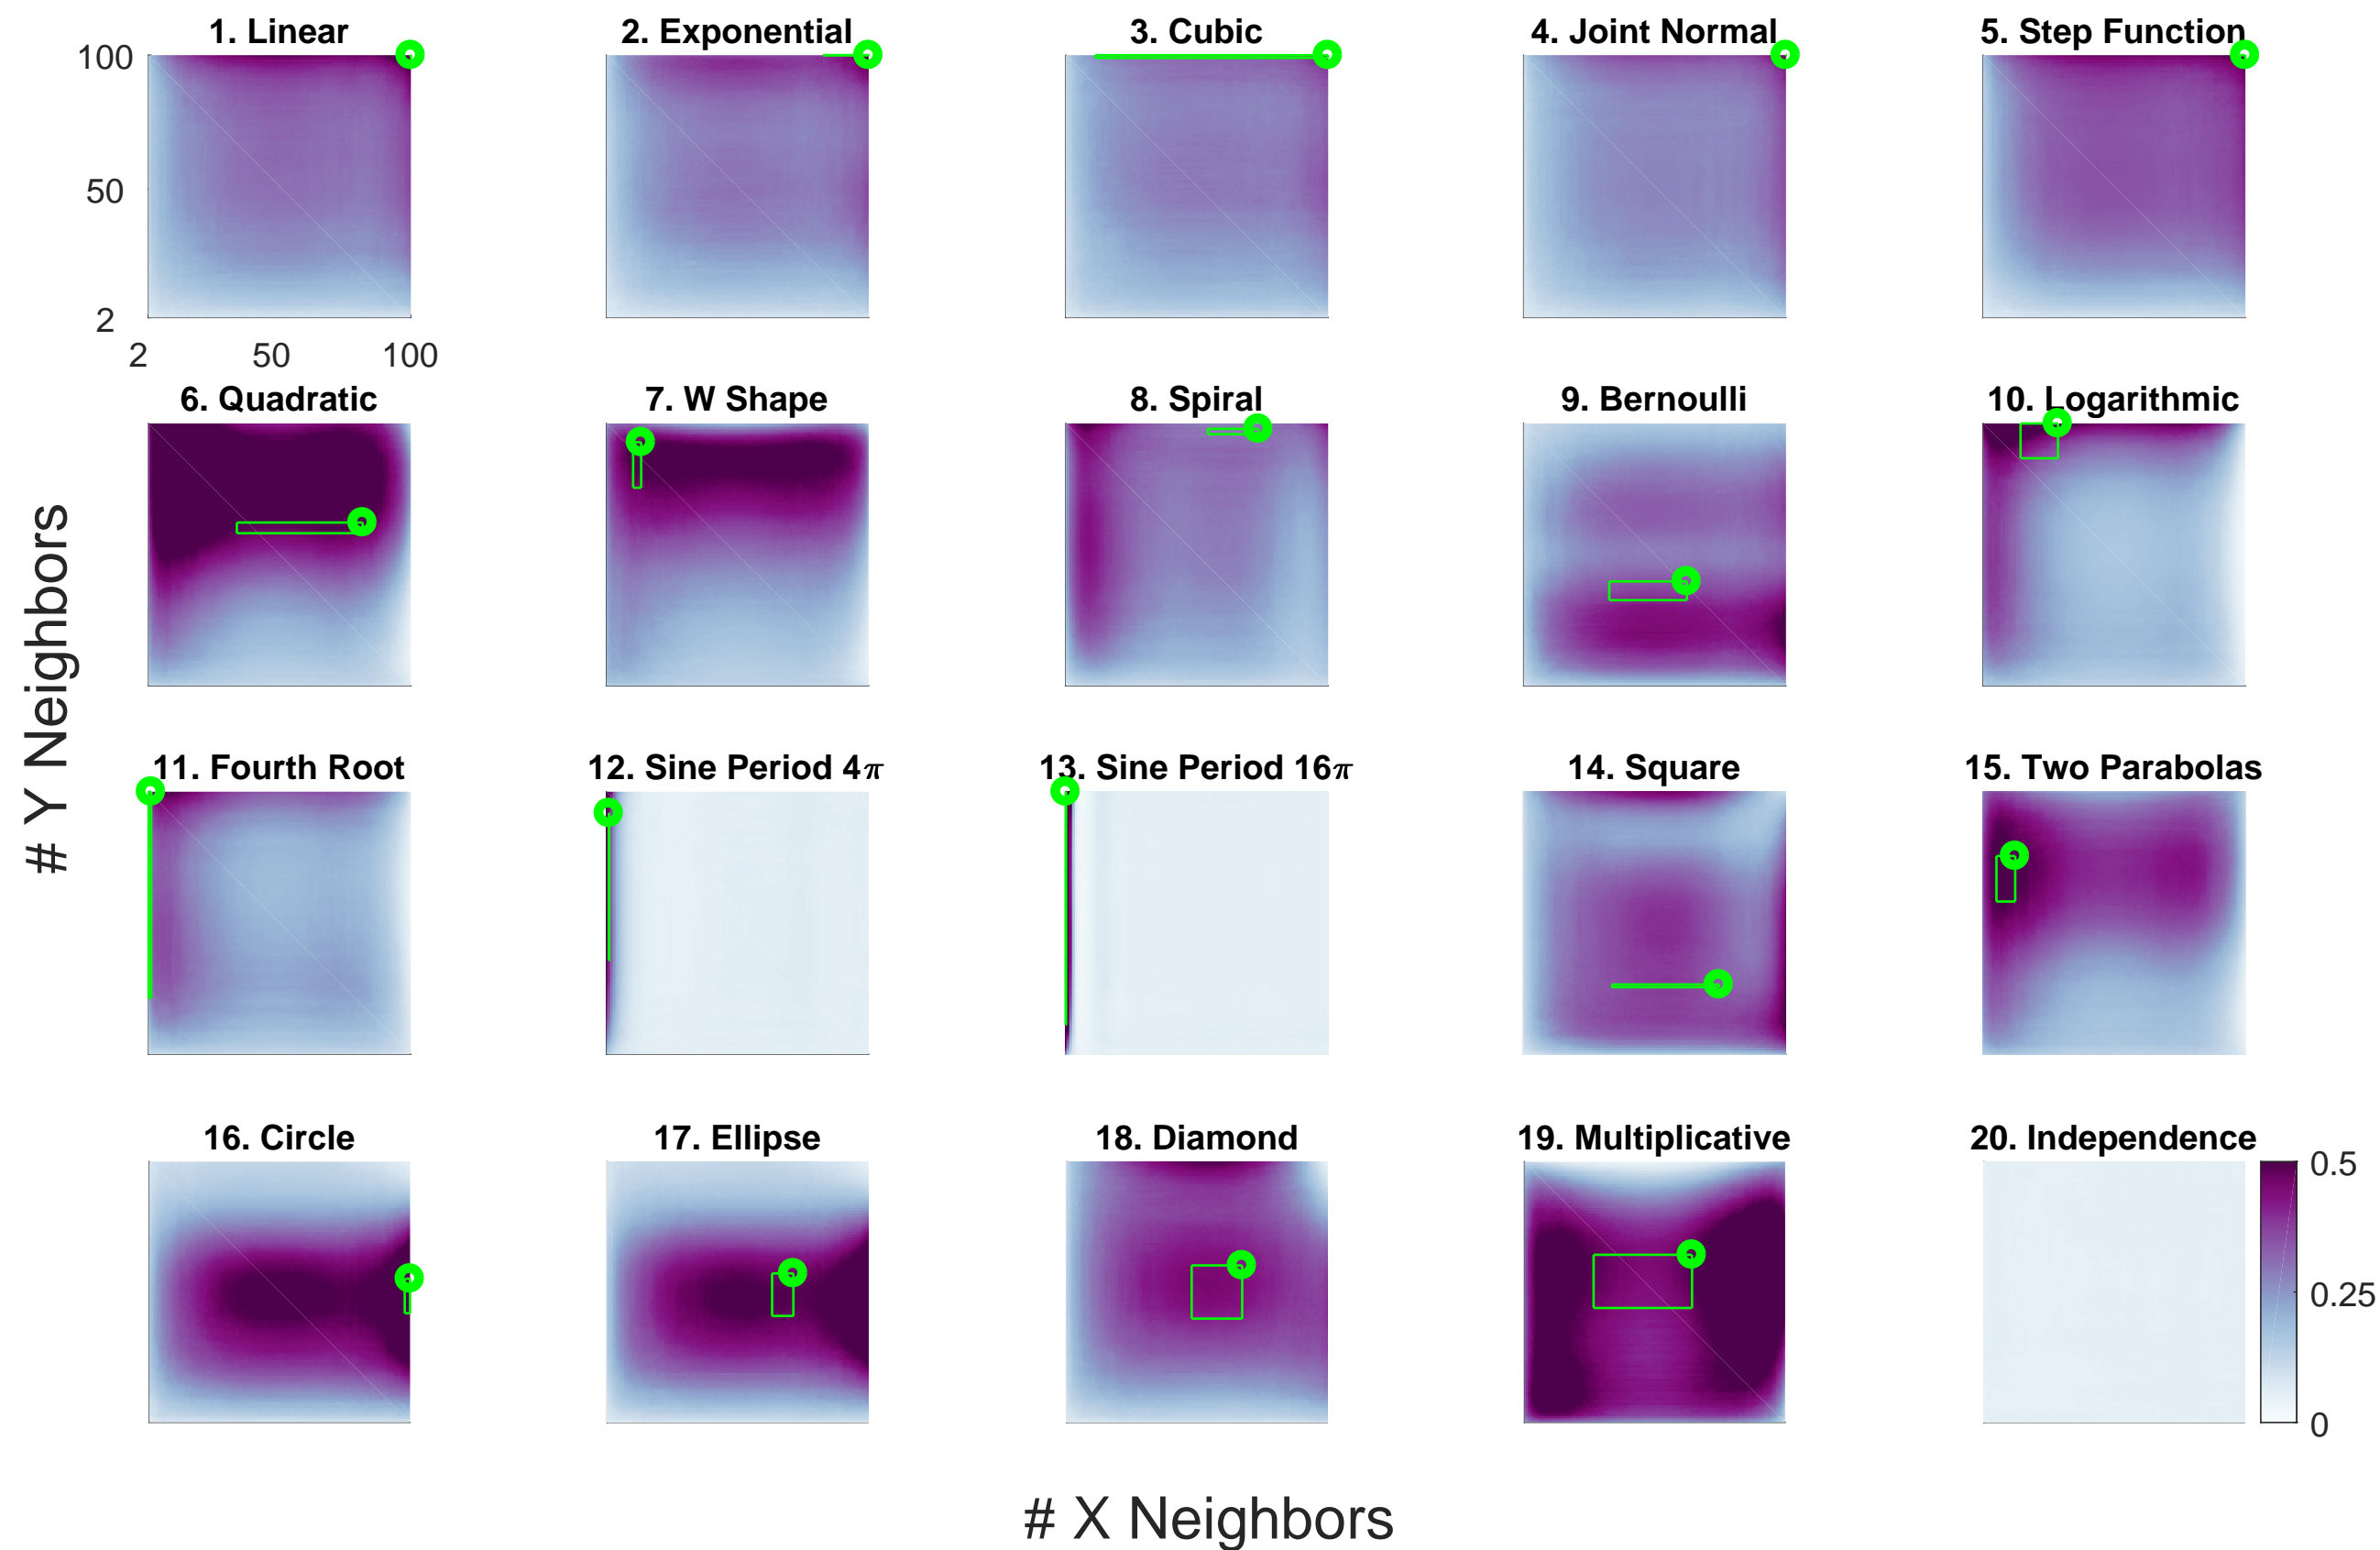 1. Linear
2. Exponential
3. Cubic
4. Joint Normal
5. Step Function
100
50
2
2
50
100
6. Quadratic
7. W Shape
8. Spiral
9. Bernoulli
10. Logarithmic
# Y Neighbors
11. Fourth Root
12. Sine Period 4π
13. Sine Period 16π
14. Square
15. Two Parabolas
16. Circle
17. Ellipse
18. Diamond
19. Multiplicative
20. Independence
0.5
0.25
0
# X Neighbors